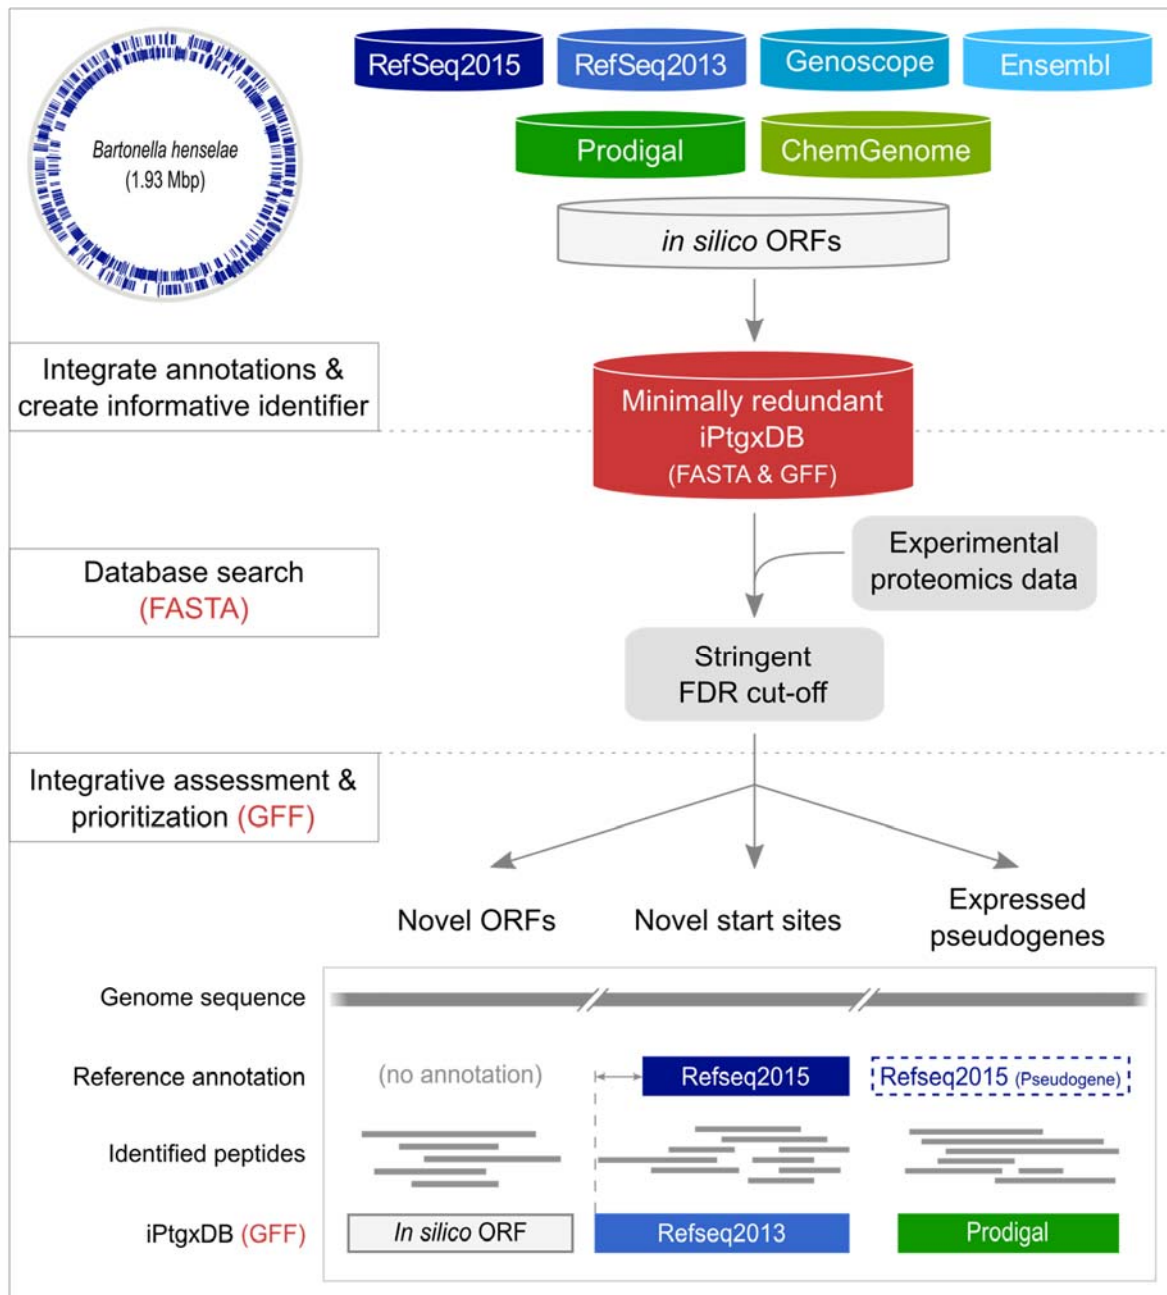 Bartonella henselae
(1.93 Mbp)
RefSeq2015
RefSeq2013
Genoscope
Ensembl
Prodigal
ChemGenome
in silico ORFs
Integrate annotations &
create informative identifier
Minimally redundant
iPtgxDB
(FASTA & GFF)
Database search
(FASTA)
Experimental
proteomics data
Stringent
FDR cut-off
Integrative assessment &
prioritization (GFF)
Novel ORFs
Novel start sites
Expressed
pseudogenes
Genome sequence
Reference annotation
(no annotation)
Refseq2015
Refseq2015 (Pseudogene)
Identified peptides
iPtgxDB (GFF)
In silico ORF
Refseq2013
Prodigal